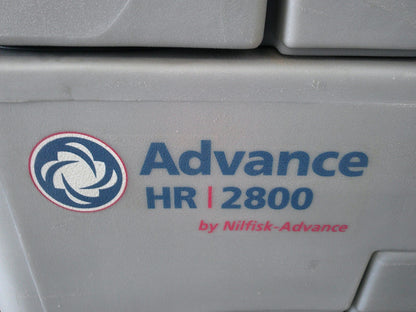 Advance
HR | 2800
by Nilfisk-Advance